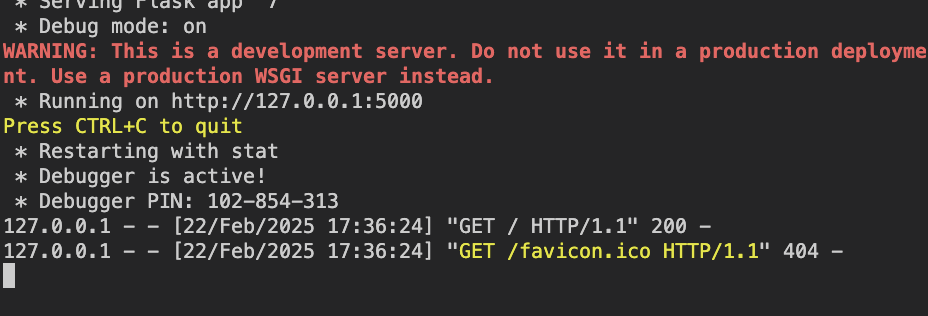 * Serving Flask app '7'
* Debug mode: on
WARNING: This is a development server. Do not use it in a production deployme
nt. Use a production WSGI server instead.
* Running on http://127.0.0.1:5000
Press CTRL+C to quit
* Restarting with stat
* Debugger is active!
* Debugger PIN: 102-854-313
127.0.0.1 - - [22/Feb/2025 17:36:24] "GET / HTTP/1.1" 200 -
127.0.0.1 - - [22/Feb/2025 17:36:24] "GET /favicon.ico HTTP/1.1" 404 -